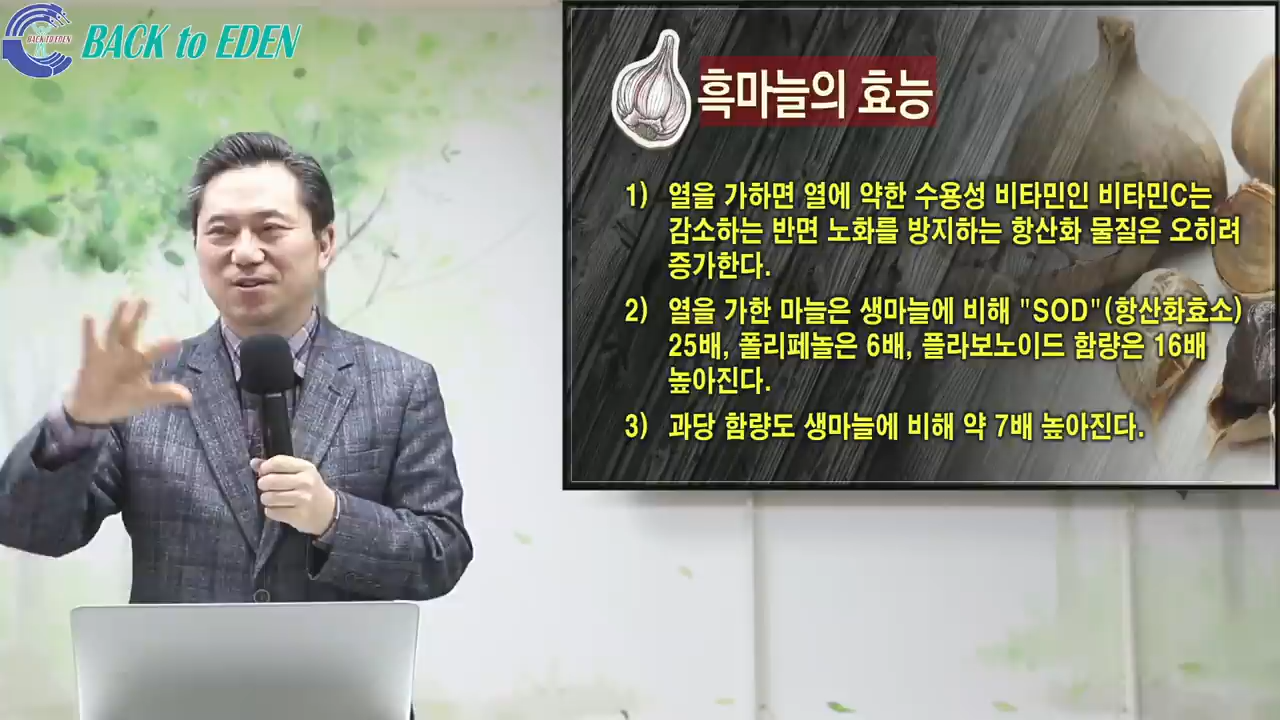 BACK TO EDEN
BACK to EDEN
흑마늘의 효능
1) 열을 가하면 열에 약한 수용성 비타민인 비타민C는
감소하는 반면 노화를 방지하는 항산화 물질은 오히려
증가한다.
2) 열을 가한 마늘은 생마늘에 비해 "SOD"(항산화효소)
25배, 폴리페놀은 6배, 플라보노이드 함량은 16배
높아진다.
3) 과당 함량도 생마늘에 비해 약 7배 높아진다.